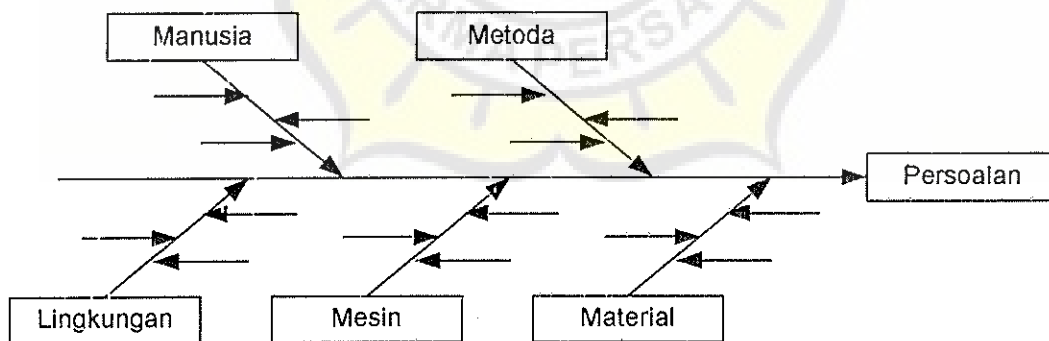 Manusia
Metoda
Persoalan
Lingkungan
Mesin
Material